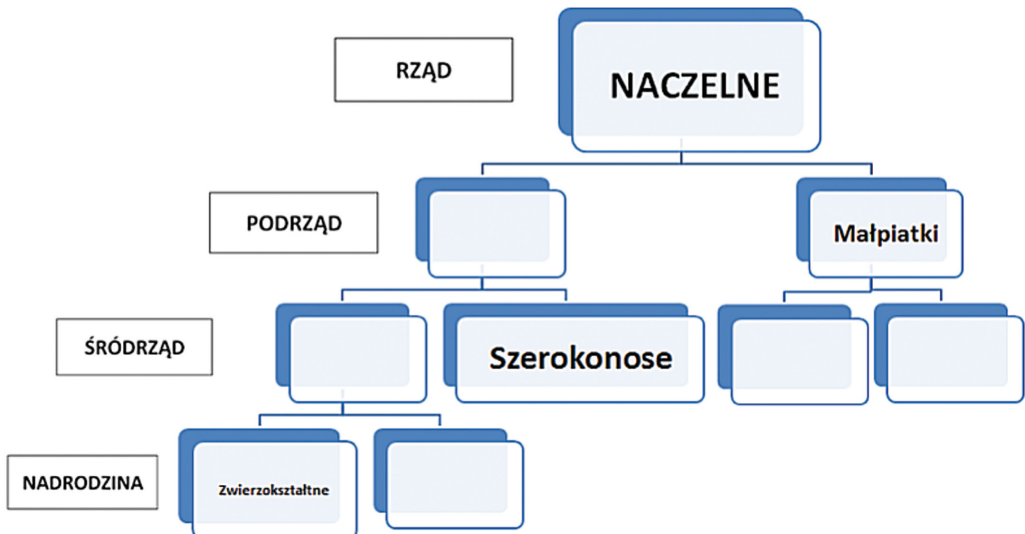 RZĄD
NACZELNE
PODRZĄD
Małpiatki
ŚRÓDRZĄD
Szerokonose
NADRODZINA
Zwierzokształtne